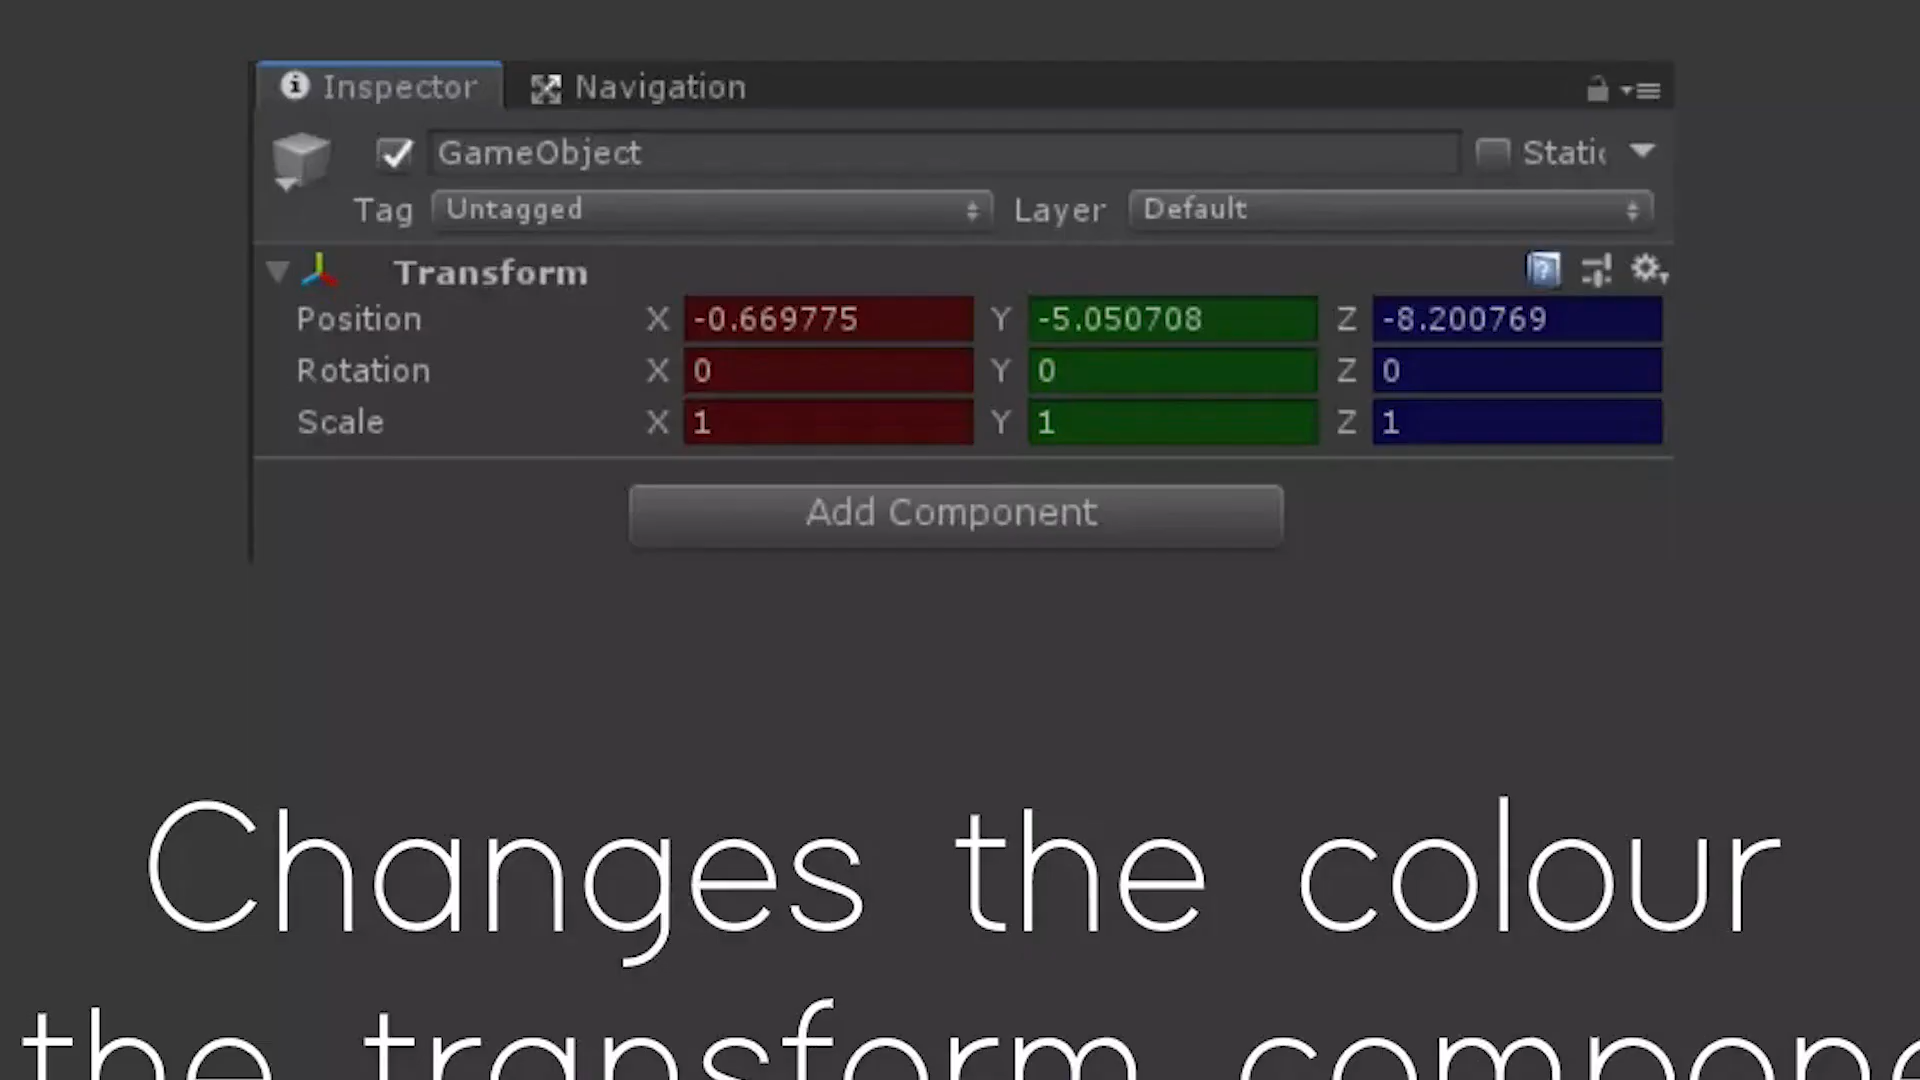 Inspector Navigation
GameObject Static
Tag Untagged Layer Default
Transform
Position X -0.669775 Y -5.050708 Z -8.200769
Rotation X 0 Y 0 Z 0
Scale X 1 Y 1 Z 1
Add Component
Changes the colour
the transform